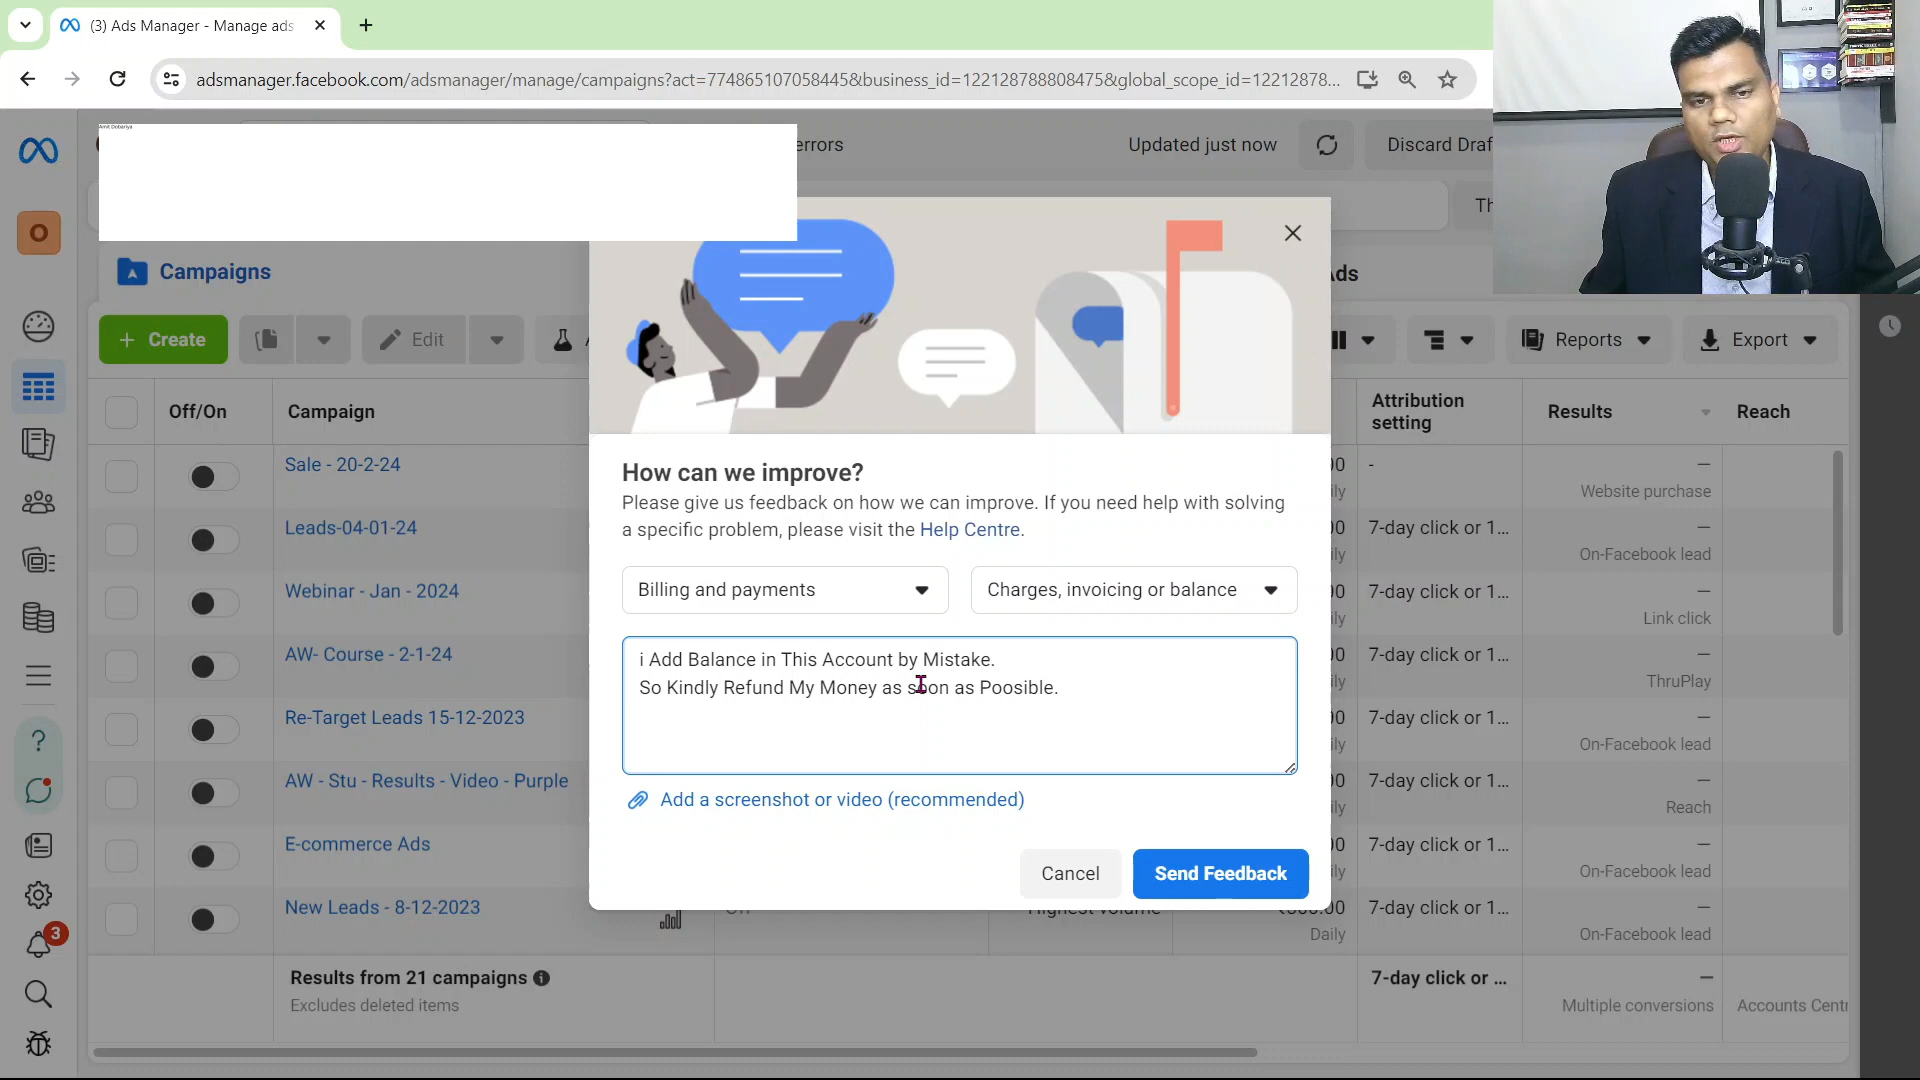 (3) Ads Manager - Manage ads
adsmanager.facebook.com/adsmanager/manage/campaigns?act=774865107058445&business_id=122128788808475&global_scope_id=12212878...
Amit Dobariya
errors
Updated just now
Discard Draf
Th
O
Campaigns
Ads
+ Create
Edit
A
Reports
Export
Off/On
Campaign
Attribution
setting
Results
Reach
Sale - 20-2-24
-
—
Website purchase
Leads-04-01-24
7-day click or 1...
—
On-Facebook lead
Webinar - Jan - 2024
7-day click or 1...
—
Link click
AW- Course - 2-1-24
7-day click or 1...
—
ThruPlay
Re-Target Leads 15-12-2023
7-day click or 1...
—
On-Facebook lead
AW - Stu - Results - Video - Purple
7-day click or 1...
—
Reach
E-commerce Ads
7-day click or 1...
—
On-Facebook lead
New Leads - 8-12-2023
7-day click or 1...
—
Daily
On-Facebook lead
Results from 21 campaigns
Excludes deleted items
7-day click or ...
—
Multiple conversions
Accounts Cent
3
How can we improve?
Please give us feedback on how we can improve. If you need help with solving
a specific problem, please visit the Help Centre.
Billing and payments
Charges, invoicing or balance
i Add Balance in This Account by Mistake.
So Kindly Refund My Money as soon as Poosible.
Add a screenshot or video (recommended)
Cancel
Send Feedback